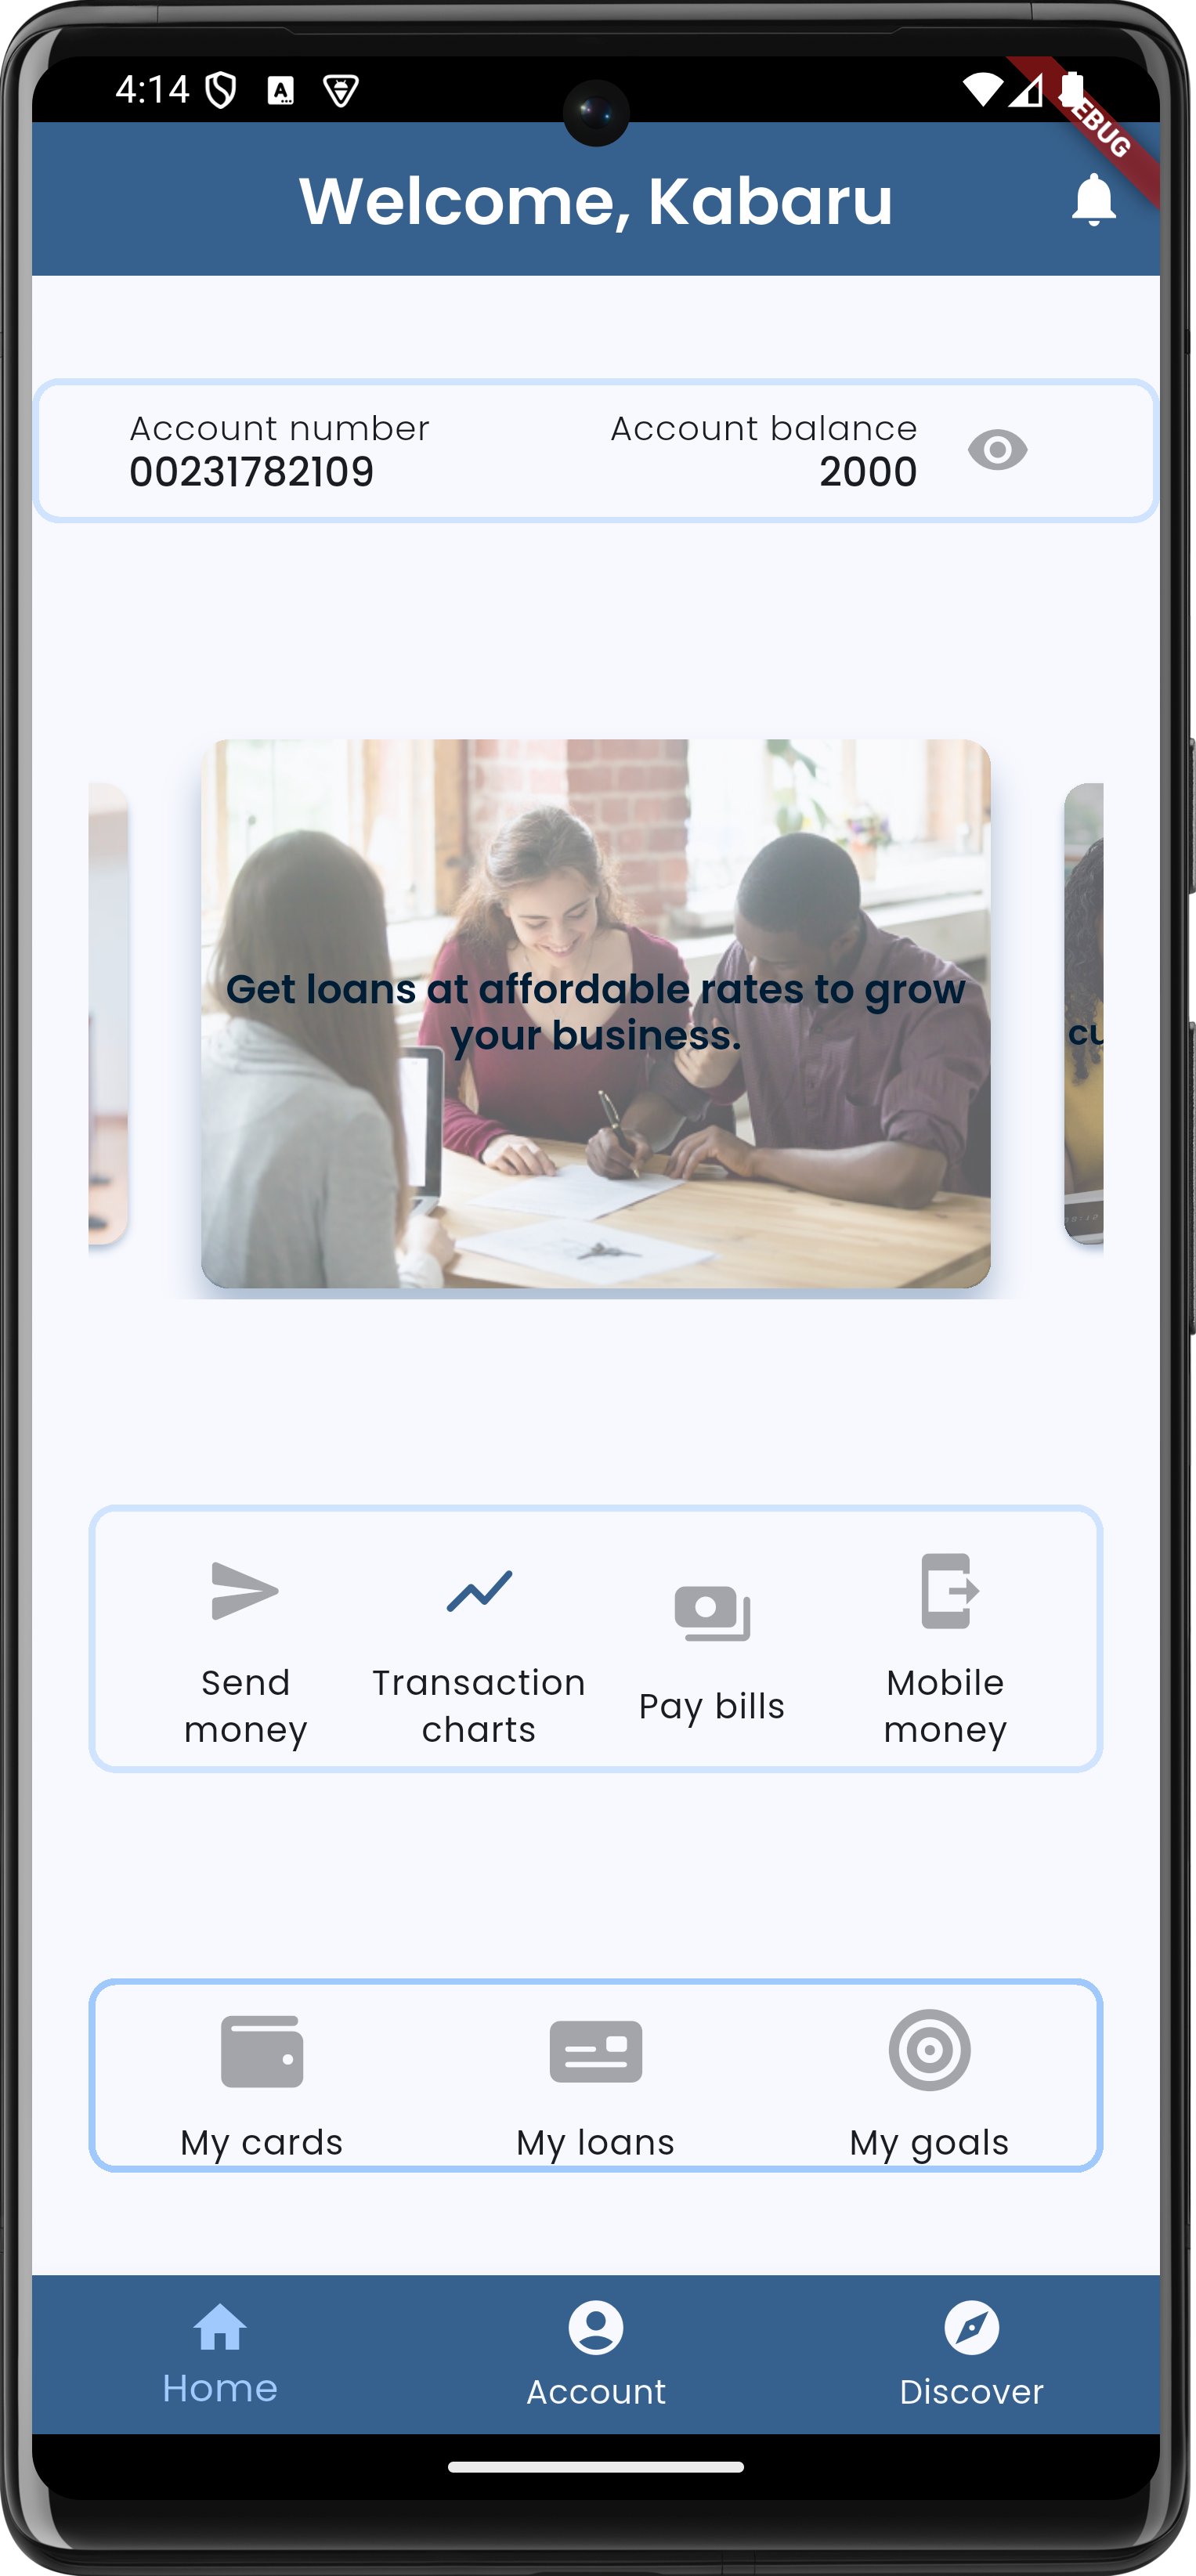 4:14
EBUG
Welcome, Kabaru
Account number
00231782109
Account balance
2000
Get loans at affordable rates to grow
your business.
cu
Send
money
Transaction
charts
Pay bills
Mobile
money
My cards
My loans
My goals
Home
Account
Discover